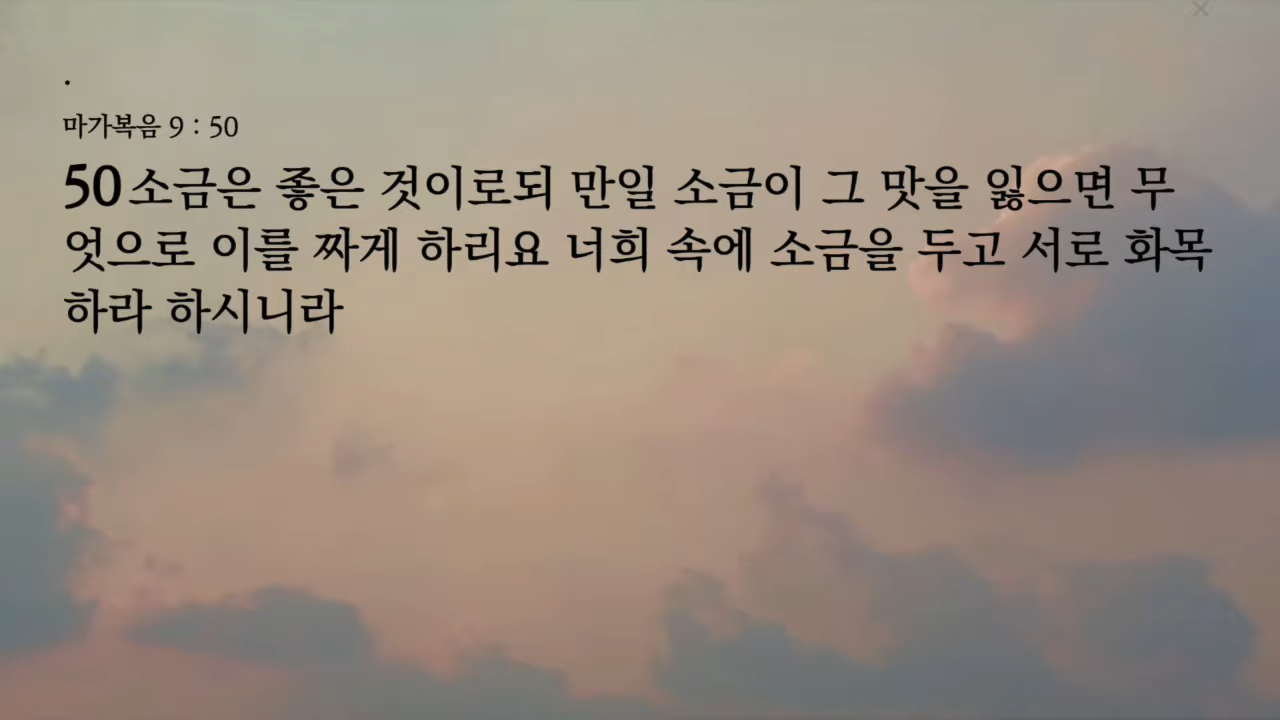 .
마가복음 9 : 50
50 소금은 좋은 것이로되 만일 소금이 그 맛을 잃으면 무
엇으로 이를 짜게 하리요 너희 속에 소금을 두고 서로 화목
하라 하시니라